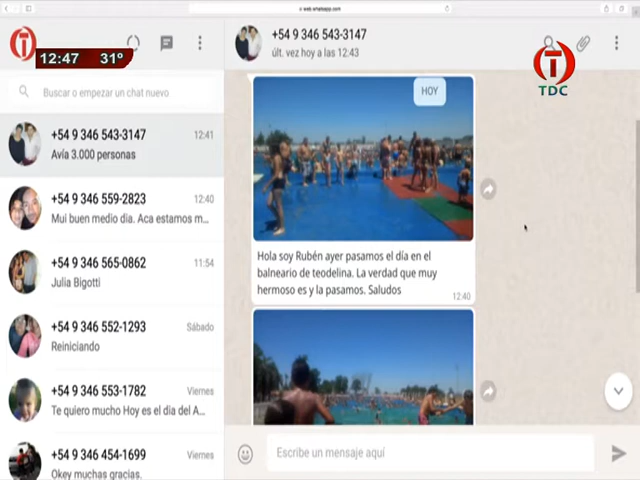 web.whatsapp.com
12:47 31º
+54 9 346 543-3147
últ. vez hoy a las 12:43
TDC
Buscar o empezar un chat nuevo
HOY
+54 9 346 543-3147
12:41
Avía 3.000 personas
+54 9 346 559-2823
12:40
Mui buen medio dia. Aca estamos m...
+54 9 346 565-0862
11:54
Julia Bigotti
+54 9 346 552-1293
Sábado
Reiniciando
+54 9 346 553-1782
Viernes
Te quiero mucho Hoy es el dia del A...
+54 9 346 454-1699
Viernes
Okey muchas gracias.
Hola soy Rubén ayer pasamos el día en el
balneario de teodelina. La verdad que muy
hermoso es y la pasamos. Saludos
12:40
Escribe un mensaje aquí